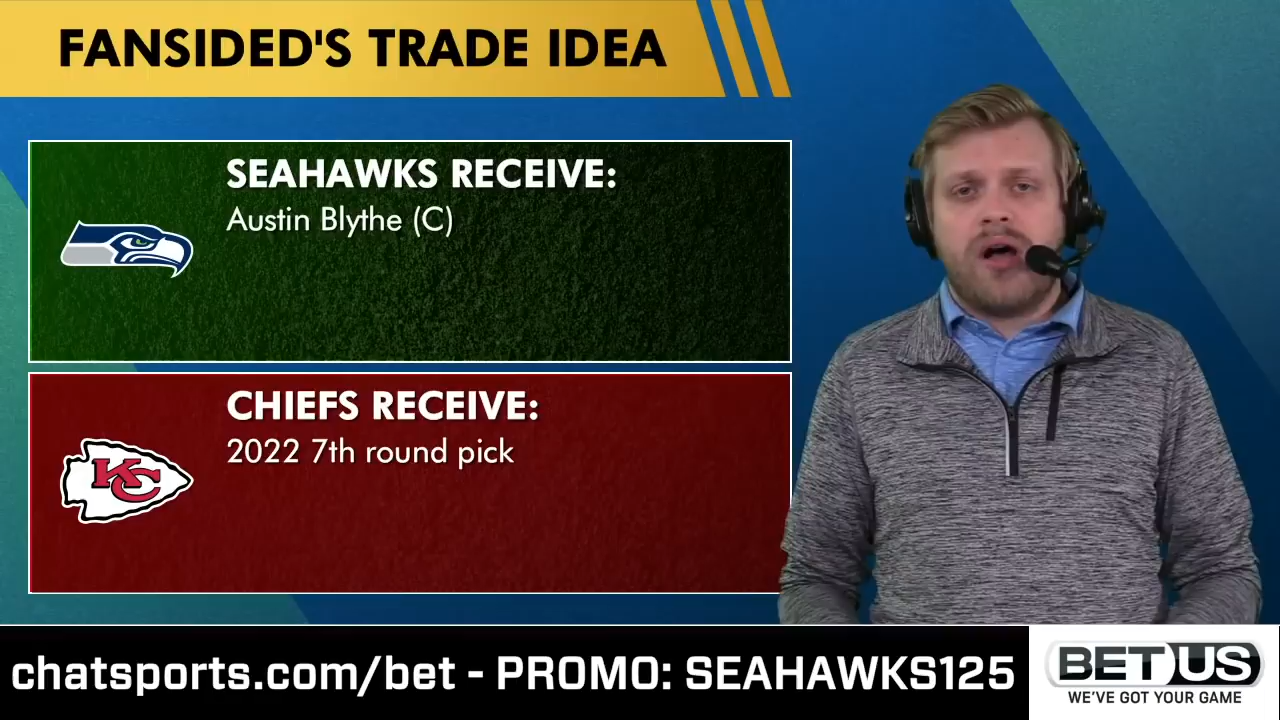 FANSIDED'S TRADE IDEA
SEAHAWKS RECEIVE:
Austin Blythe (C)
CHIEFS RECEIVE:
2022 7th round pick
KC
chatsports.com/bet - PROMO: SEAHAWKS125
BETUS
WE'VE GOT YOUR GAME